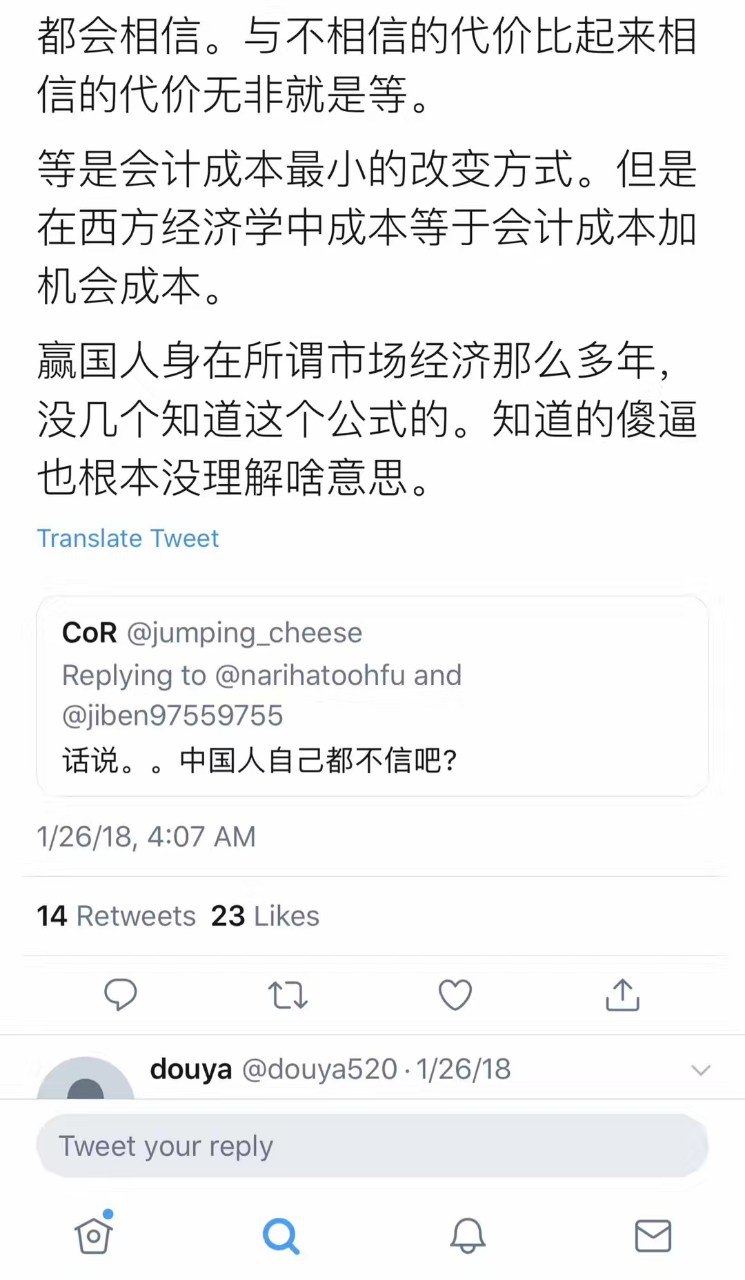 都会相信。与不相信的代价比起来相
信的代价无非就是等。
等是会计成本最小的改变方式。但是
在西方经济学中成本等于会计成本加
机会成本。
赢国人身在所谓市场经济那么多年，
没几个知道这个公式的。知道的傻逼
也根本没理解啥意思。
Translate Tweet
CoR @jumping_cheese
Replying to @narihatoohfu and
@jiben97559755
话说。。中国人自己都不信吧?
1/26/18, 4:07 AM
14 Retweets 23 Likes
douya @douya520 · 1/26/18
Tweet your reply